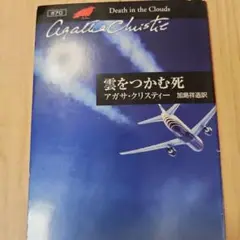 Death in the Clouds
Agatha Christie
雲をつかむ死
アガサ・クリスティー 加島祥造訳